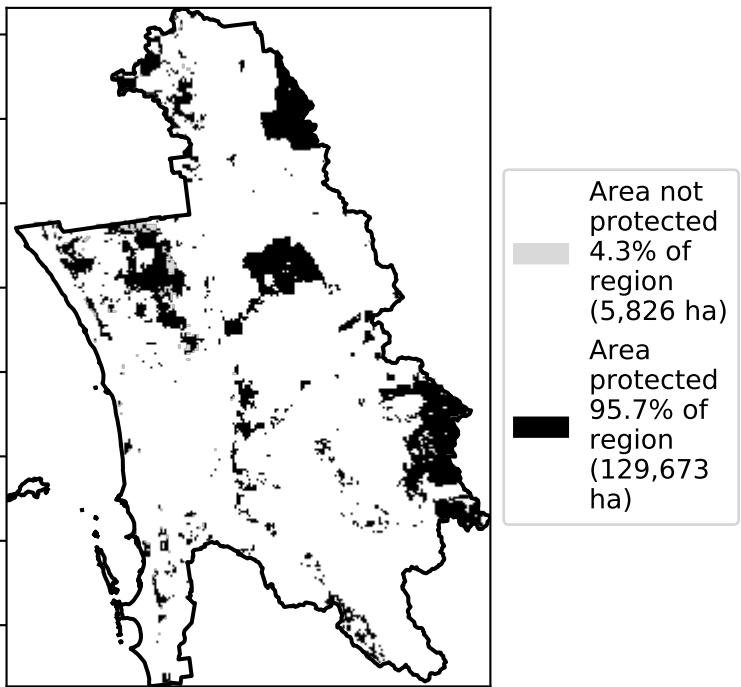 Area not
protected
4.3% of
region
(5,826 ha)
Area
protected
95.7% of
region
(129,673
ha)